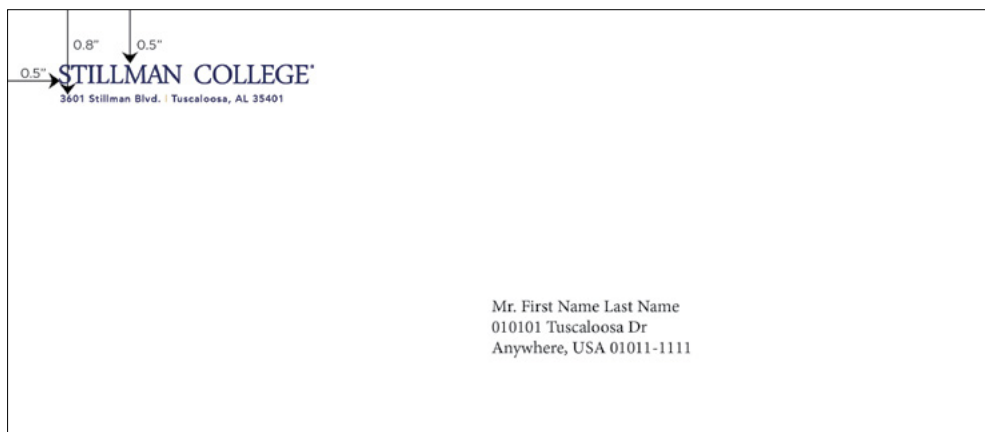 0.8" 0.5"
0.5" STILLMAN COLLEGE
3601 Stillman Blvd. | Tuscaloosa, AL 35401
Mr. First Name Last Name
010101 Tuscaloosa Dr
Anywhere, USA 01011-1111